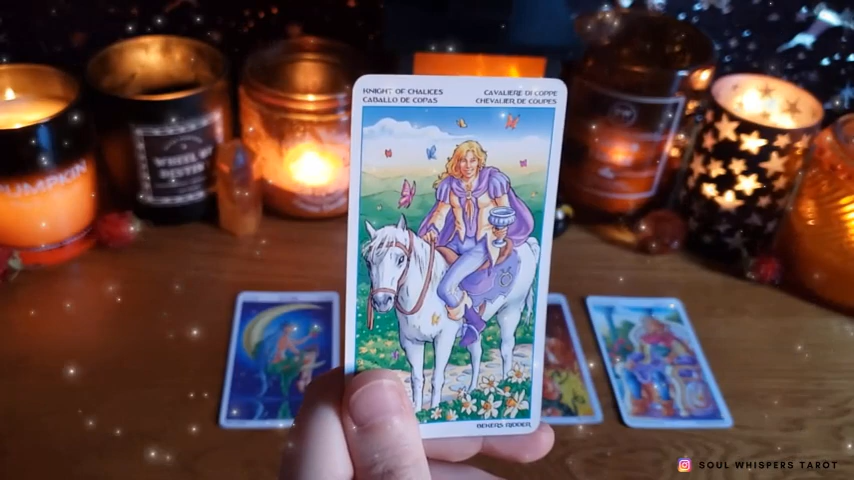 KNIGHT OF CHALICES
CABALLO DE COPAS
CAVALIERE DI COPPE
CHEVALIER DE COUPES
PUMPKIN
WHEEL OF
BEKERS RIDDER
SOUL WHISPERS TAROT